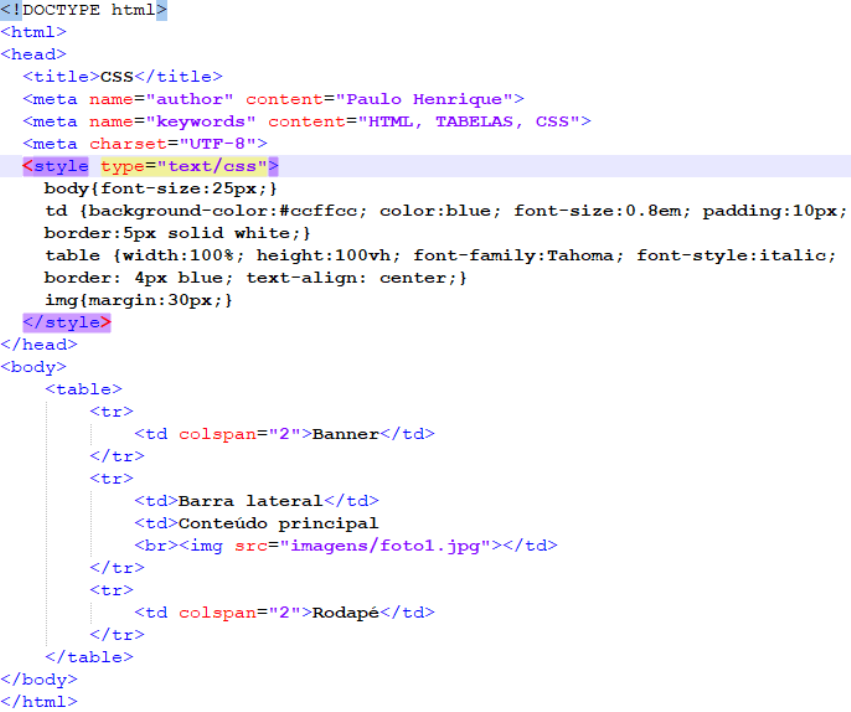 <!DOCTYPE html>
<html>
<head>
  <title>CSS</title>
  <meta name="author" content="Paulo Henrique">
  <meta name="keywords" content="HTML, TABELAS, CSS">
  <meta charset="UTF-8">
  <style type="text/css">
    body{font-size:25px;}
    td {background-color:#ccffcc; color:blue; font-size:0.8em; padding:10px;
    border:5px solid white;}
    table {width:100%; height:100vh; font-family:Tahoma; font-style:italic;
    border: 4px blue; text-align: center;}
    img{margin:30px;}
  </style>
</head>
<body>
    <table>
        <tr>
            <td colspan="2">Banner</td>
        </tr>
        <tr>
            <td>Barra lateral</td>
            <td>Conteúdo principal
            <br><img src="imagens/foto1.jpg"></td>
        </tr>
        <tr>
            <td colspan="2">Rodapé</td>
        </tr>
    </table>
</body>
</html>